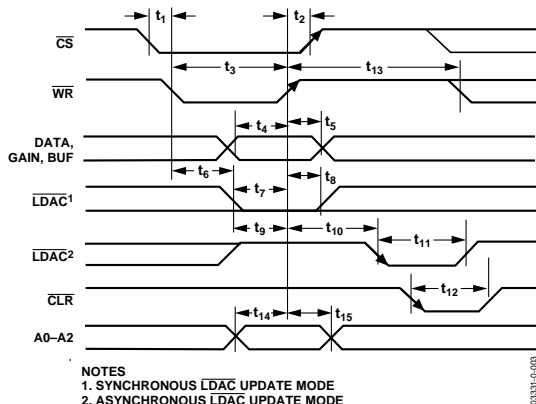 t1
t2
CS
t3
t13
WR
t4
t5
DATA,
GAIN, BUF
t6
t7
t8
LDAC1
t9
t10
t11
LDAC2
t12
CLR
t14
t15
A0–A2
NOTES
1. SYNCHRONOUS LDAC UPDATE MODE
2. ASYNCHRONOUS LDAC UPDATE MODE
03331-0-003